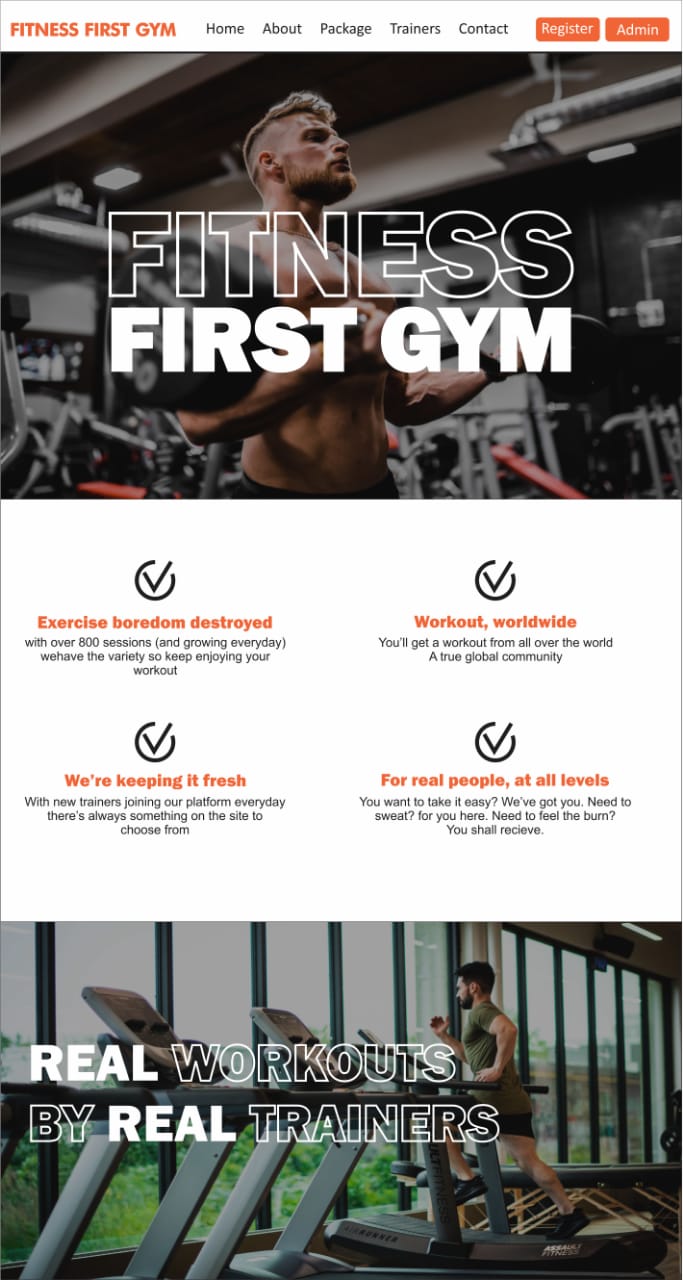 FITNESS FIRST GYM Home About Package Trainers Contact Register Admin
FITNESS
FIRST GYM
Exercise boredom destroyed
with over 800 sessions (and growing everyday)
wehave the variety so keep enjoying your
workout
Workout, worldwide
You'll get a workout from all over the world
A true global community
We're keeping it fresh
With new trainers joining our platform everyday
there's always something on the site to
choose from
For real people, at all levels
You want to take it easy? We've got you. Need to
sweat? for you here. Need to feel the burn?
You shall recieve.
REAL WORKOUTS
BY REAL TRAINERS
AIRRUNNER
ASSAULT
FITNESS